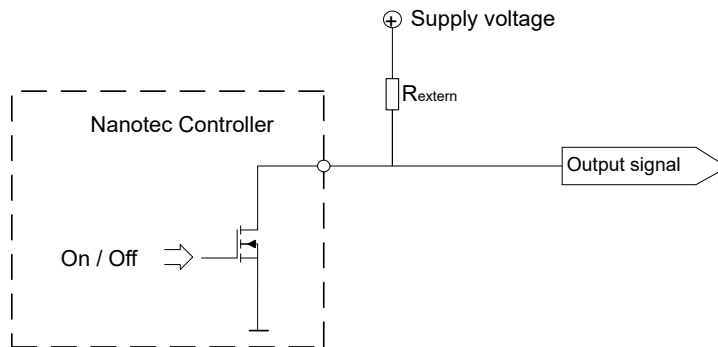 Supply voltage
Rextern
Nanotec Controller
Output signal
On / Off